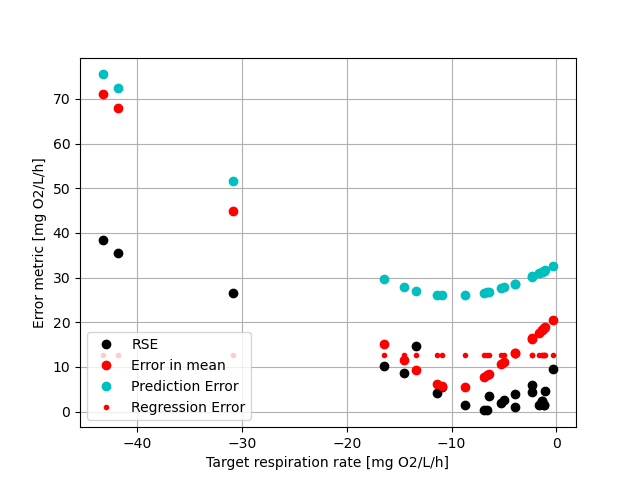 70
60
50
40
30
20
10
0
Error metric [mg O2/L/h]
RSE
Error in mean
Prediction Error
Regression Error
−40 −30 −20 −10 0
Target respiration rate [mg O2/L/h]